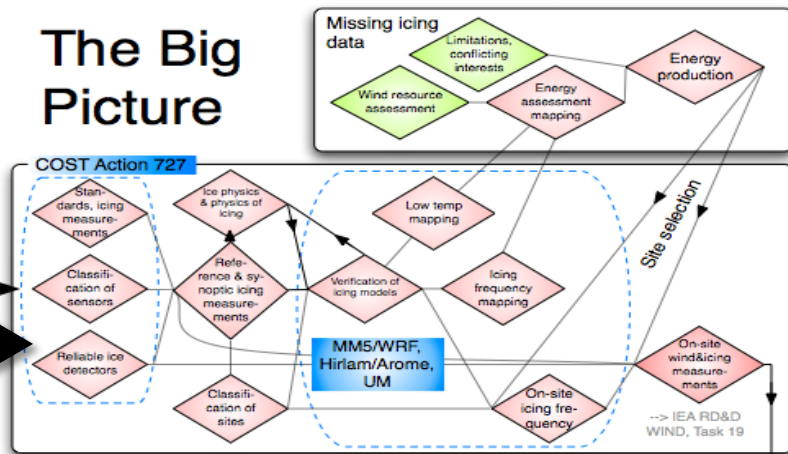 The Big
Picture
Missing icing
data
Limitations,
conflicting
interests
Energy
production
Wind resource
assessment
Energy
assessment
mapping
COST Action 727
Stan-
dards, icing
measure-
ments
Ice physics
& physics of
icing
Low temp
mapping
Site selection
Classifi-
cation of
sensors
Refe-
rence & sy-
noptic icing
measure-
ments
Verification of
icing models
Icing
frequency
mapping
Reliable ice
detectors
MM5/WRF,
Hirlam/Arome,
UM
On-site
wind&icing
measure-
ments
Classifi-
cation of
sites
On-site
icing fre-
quency
--> IEA RD&D
WIND, Task 19